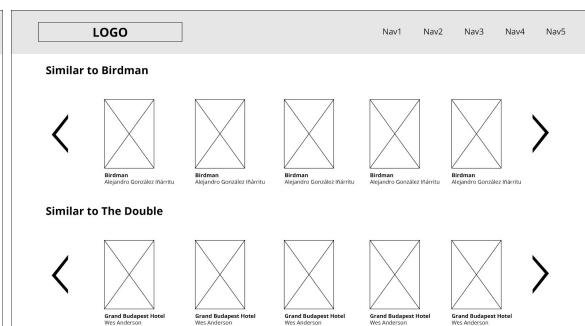 LOGO
Nav1 Nav2 Nav3 Nav4 Nav5
Similar to Birdman
Birdman Birdman Birdman Birdman Birdman
Alejandro González Iñárritu Alejandro González Iñárritu Alejandro González Iñárritu Alejandro González Iñárritu Alejandro González Iñárritu
Similar to The Double
Grand Budapest Hotel Grand Budapest Hotel Grand Budapest Hotel Grand Budapest Hotel Grand Budapest Hotel
Wes Anderson Wes Anderson Wes Anderson Wes Anderson Wes Anderson